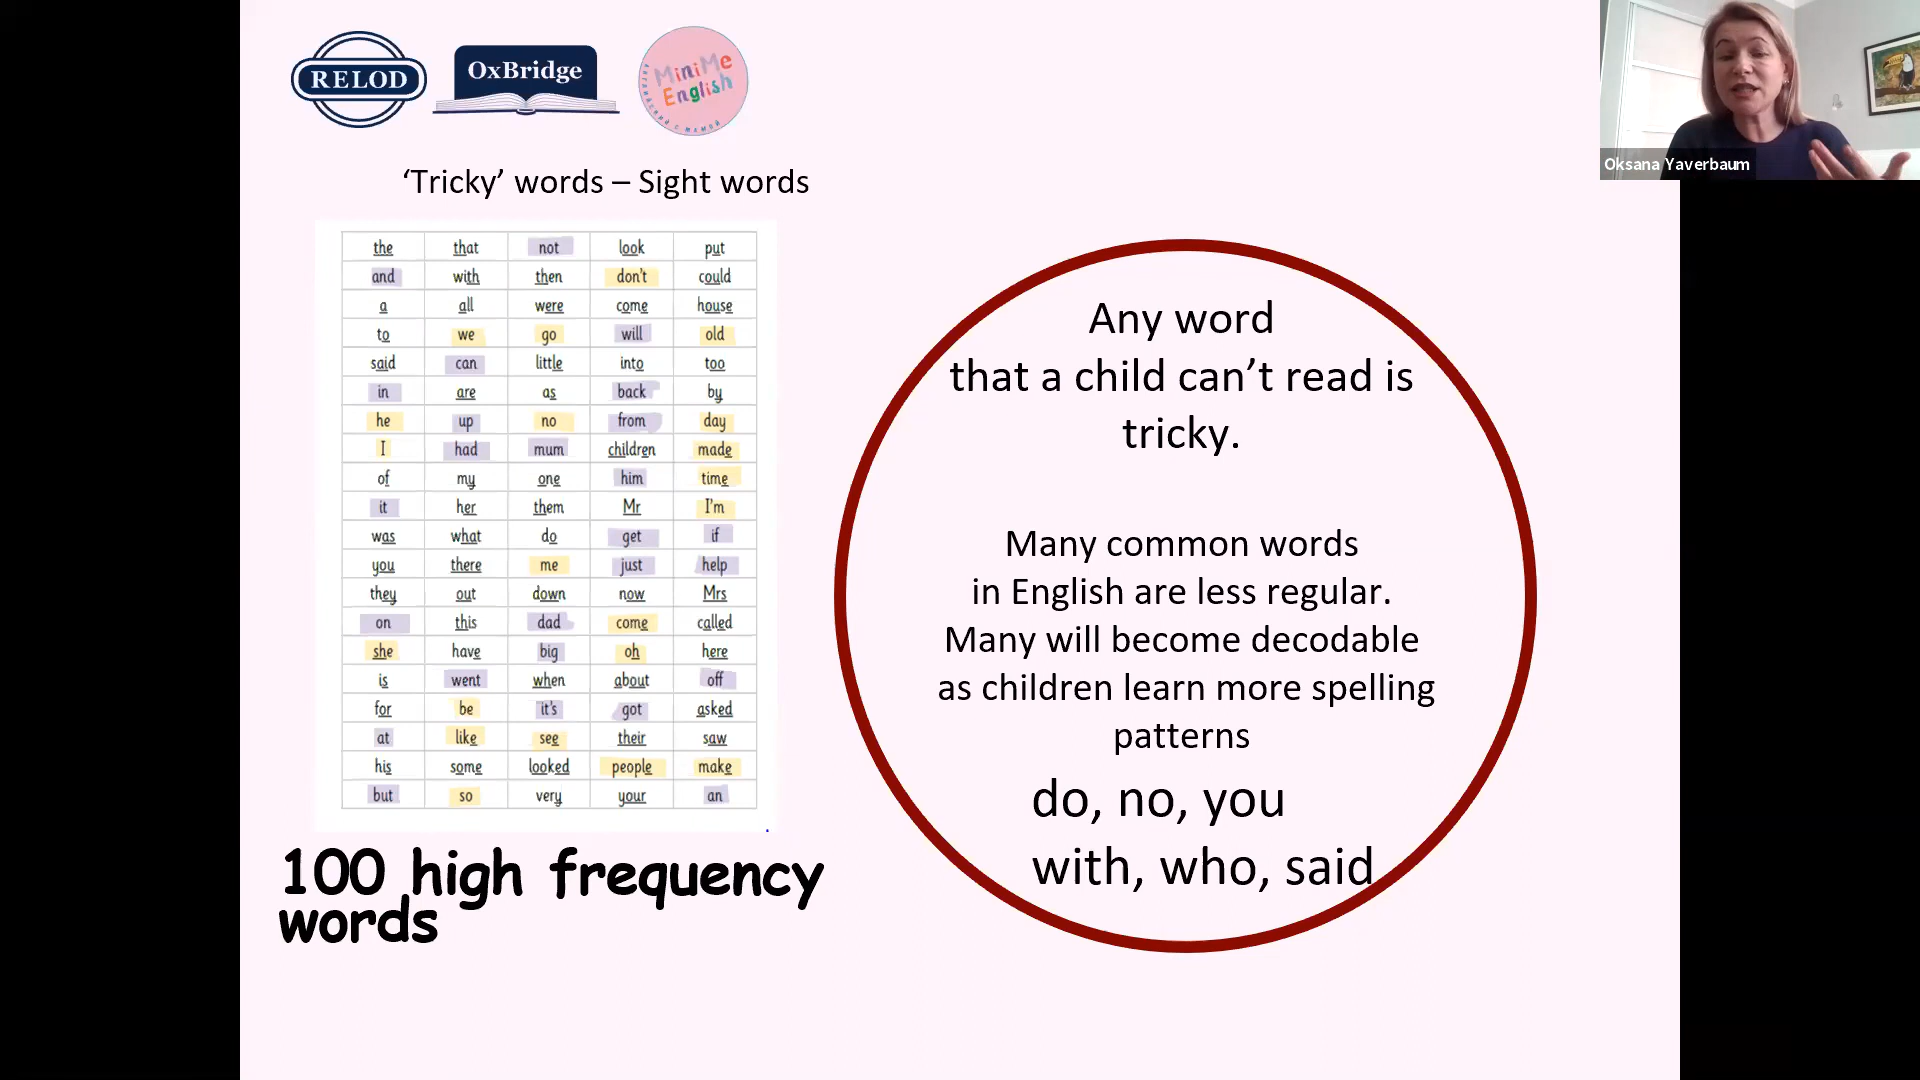 RELOD
OxBridge
MiniMe
English
Oksana Yaverbaum
‘Tricky’ words – Sight words
the that not look put
and with then don't could
a all were come house
to we go will old
said can little into too
in are as back by
he up no from day
I had mum children made
of my one him time
it her them Mr I'm
was what do get if
you there me just help
they out down now Mrs
on this dad come called
she have big oh here
is went when about off
for be it's got asked
at like see their saw
his some looked people make
but so very your an
100 high frequency
words
Any word
that a child can’t read is
tricky.
Many common words
in English are less regular.
Many will become decodable
as children learn more spelling
patterns
do, no, you
with, who, said